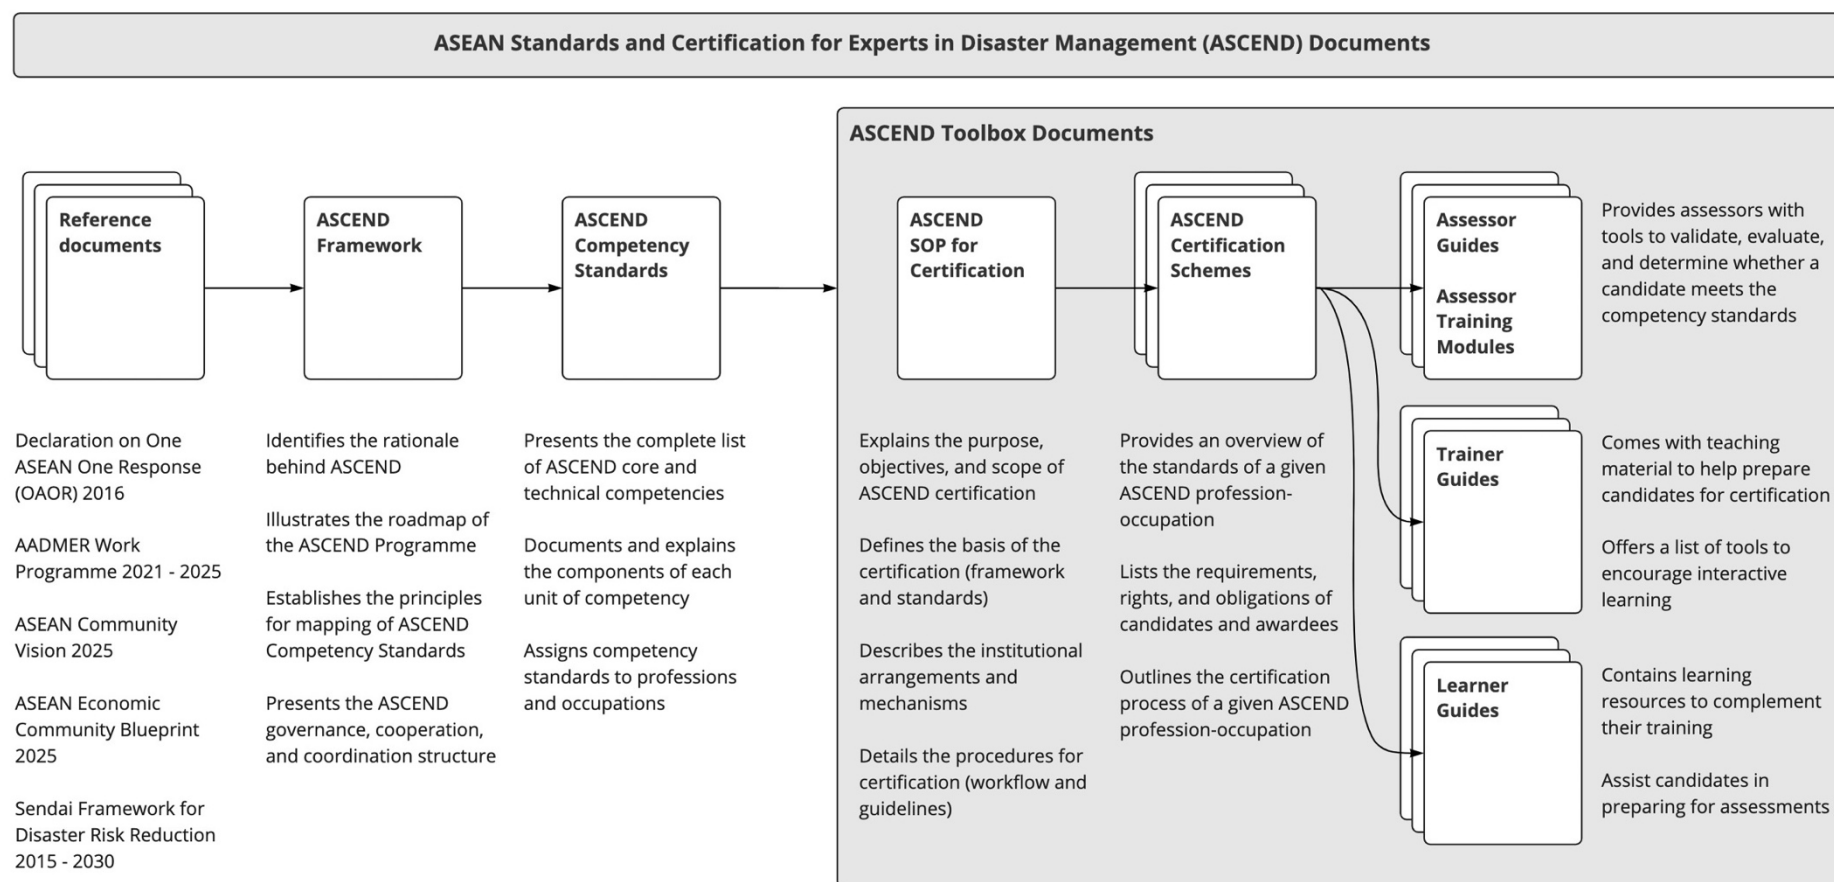 ASEAN Standards and Certification for Experts in Disaster Management (ASCEND) Documents
ASCEND Toolbox Documents
Reference
documents
ASCEND
Framework
ASCEND
Competency
Standards
ASCEND
SOP for
Certification
ASCEND
Certification
Schemes
Assessor
Guides
Assessor
Training
Modules
Provides assessors with
tools to validate, evaluate,
and determine whether a
candidate meets the
competency standards
Declaration on One
ASEAN One Response
(OAOR) 2016
AADMER Work
Programme 2021 - 2025
ASEAN Community
Vision 2025
ASEAN Economic
Community Blueprint
2025
Sendai Framework for
Disaster Risk Reduction
2015 - 2030
Identifies the rationale
behind ASCEND
Illustrates the roadmap of
the ASCEND Programme
Establishes the principles
for mapping of ASCEND
Competency Standards
Presents the ASCEND
governance, cooperation,
and coordination structure
Presents the complete list
of ASCEND core and
technical competencies
Documents and explains
the components of each
unit of competency
Assigns competency
standards to professions
and occupations
Explains the purpose,
objectives, and scope of
ASCEND certification
Defines the basis of the
certification (framework
and standards)
Describes the institutional
arrangements and
mechanisms
Details the procedures for
certification (workflow and
guidelines)
Provides an overview of
the standards of a given
ASCEND profession-
occupation
Lists the requirements,
rights, and obligations of
candidates and awardees
Outlines the certification
process of a given ASCEND
profession-occupation
Trainer
Guides
Comes with teaching
material to help prepare
candidates for certification
Offers a list of tools to
encourage interactive
learning
Learner
Guides
Contains learning
resources to complement
their training
Assist candidates in
preparing for assessments